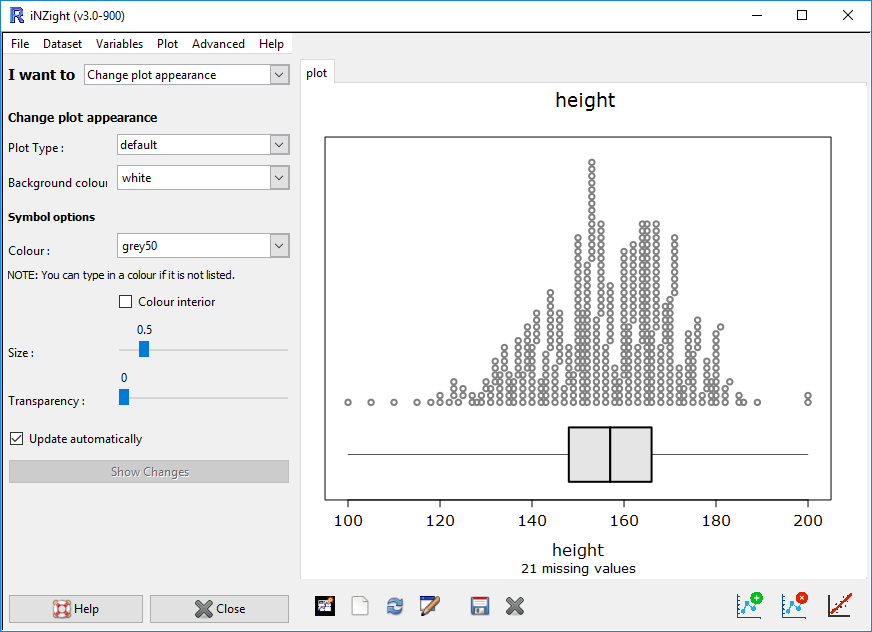 iNZight (v3.0-900)
File Dataset Variables Plot Advanced Help
I want to Change plot appearance
plot
Change plot appearance
Plot Type : default
Background colour white
Symbol options
Colour : grey50
NOTE: You can type in a colour if it is not listed.
Colour interior
0.5
Size :
0
Transparency :
Update automatically
Show Changes
Help Close
height
100 120 140 160 180 200
height
21 missing values